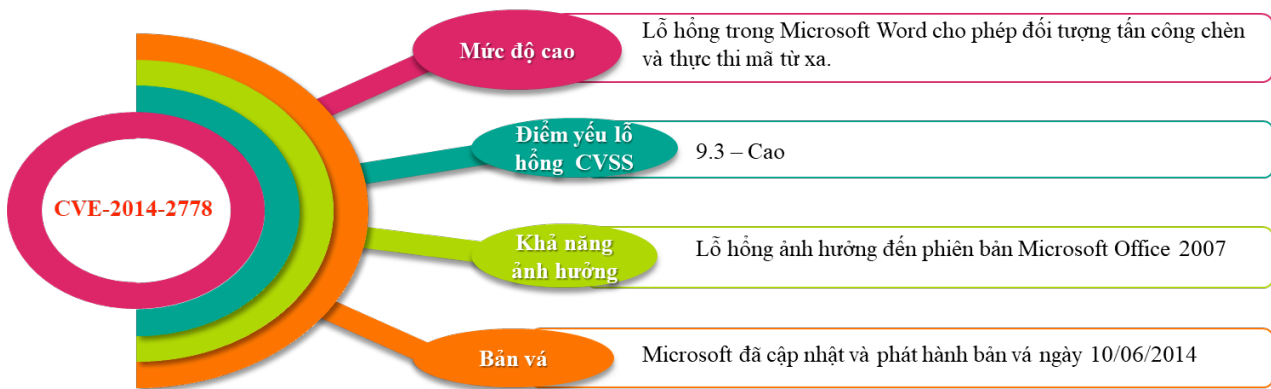 CVE-2014-2778
Mức độ cao
Lỗ hổng trong Microsoft Word cho phép đối tượng tấn công chèn
và thực thi mã từ xa.
Điểm yếu lỗ
hổng CVSS
9.3 – Cao
Khả năng
ảnh hưởng
Lỗ hổng ảnh hưởng đến phiên bản Microsoft Office 2007
Bản vá
Microsoft đã cập nhật và phát hành bản vá ngày 10/06/2014